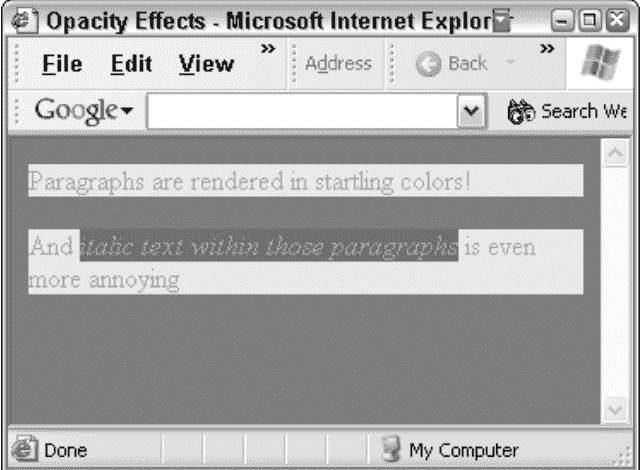 Opacity Effects - Microsoft Internet Explor
File Edit View » Address Back »
Google Search We
Paragraphs are rendered in startling colors!
And italic text within those paragraphs is even
more annoying
Done My Computer